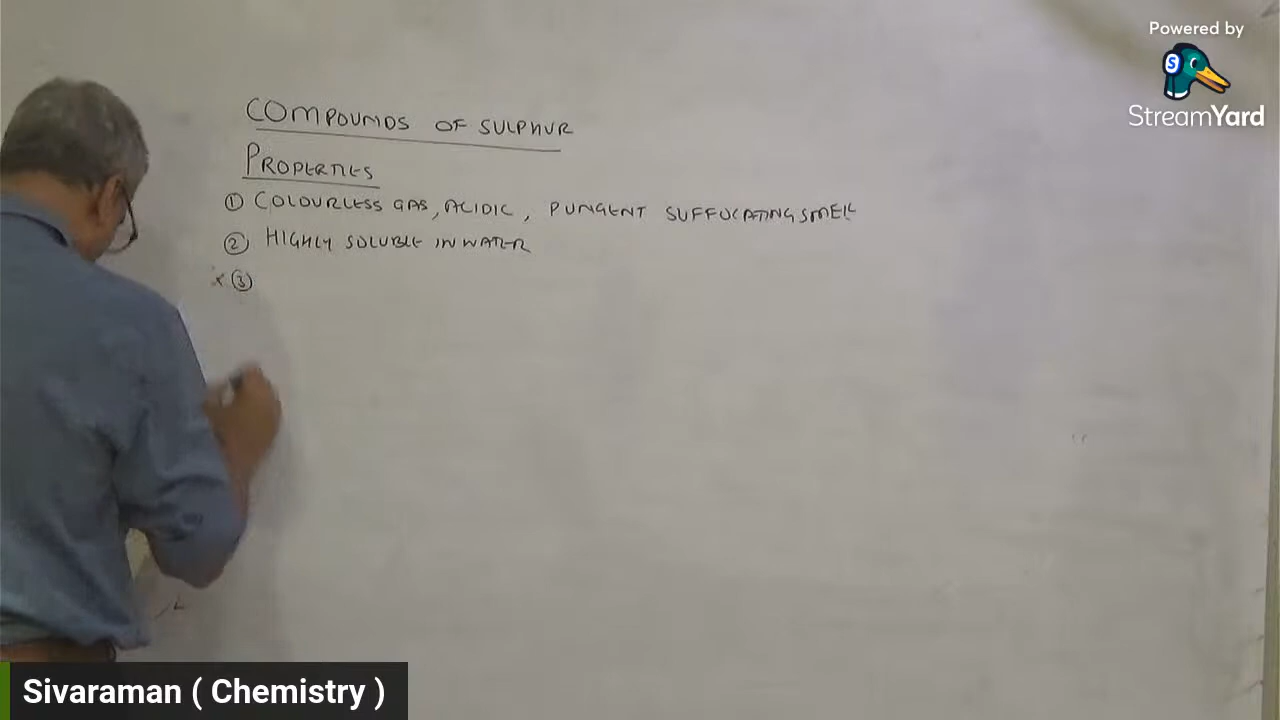 Powered by
StreamYard
COMPOUNDS OF SULPHUR
PROPERTIES
① COLOURLESS GAS, ACIDIC, PUNGENT SUFFOCATING SMELL
② HIGHLY SOLUBLE IN WATER
x ③
Sivaraman ( Chemistry )